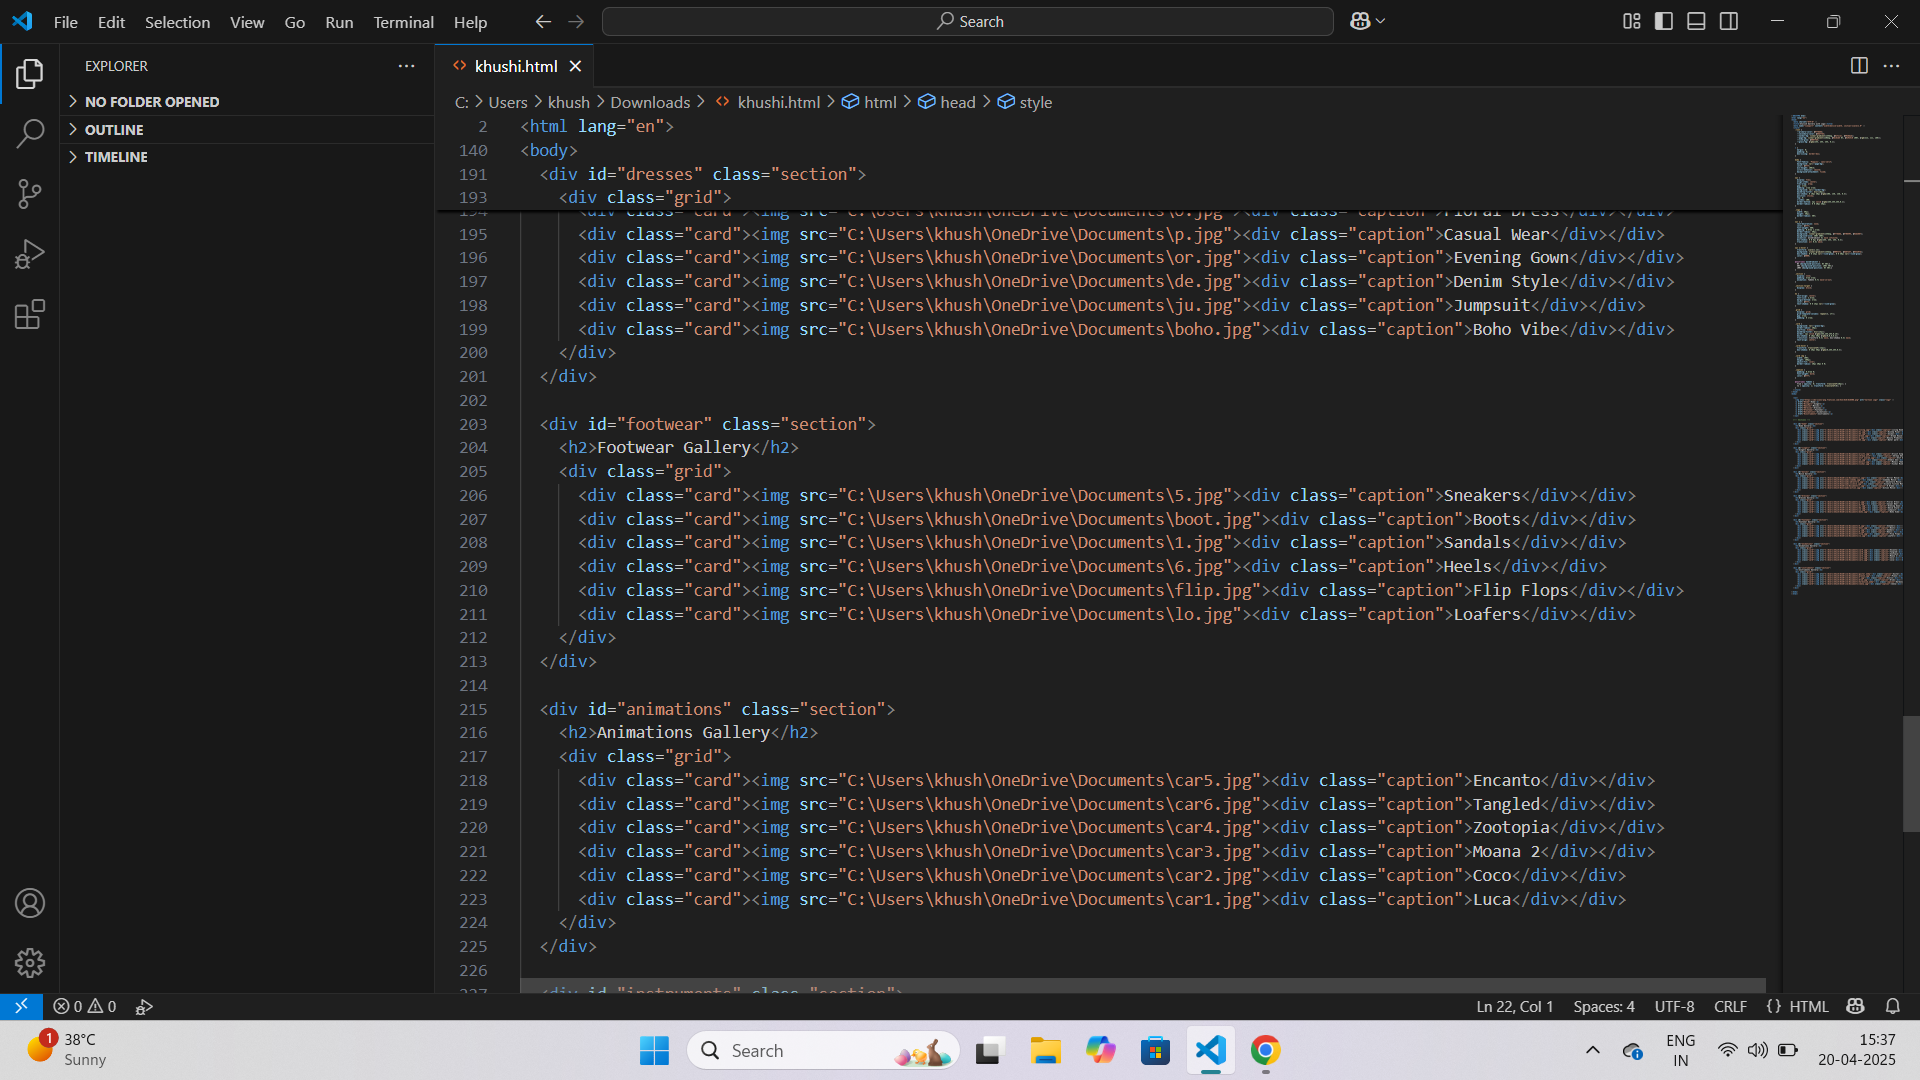 File Edit Selection View Go Run Terminal Help
Search
EXPLORER
NO FOLDER OPENED
OUTLINE
TIMELINE
khushi.html
C: > Users > khush > Downloads > khushi.html > html > head > style
2 <html lang="en">
140 <body>
191 <div id="dresses" class="section">
193 <div class="grid">
194 <div class="card"><img src="C:\Users\khush\OneDrive\Documents\o.jpg"><div class="caption">Floral Dress</div></div>
195 <div class="card"><img src="C:\Users\khush\OneDrive\Documents\p.jpg"><div class="caption">Casual Wear</div></div>
196 <div class="card"><img src="C:\Users\khush\OneDrive\Documents\or.jpg"><div class="caption">Evening Gown</div></div>
197 <div class="card"><img src="C:\Users\khush\OneDrive\Documents\de.jpg"><div class="caption">Denim Style</div></div>
198 <div class="card"><img src="C:\Users\khush\OneDrive\Documents\ju.jpg"><div class="caption">Jumpsuit</div></div>
199 <div class="card"><img src="C:\Users\khush\OneDrive\Documents\boho.jpg"><div class="caption">Boho Vibe</div></div>
200 </div>
201 </div>
202
203 <div id="footwear" class="section">
204 <h2>Footwear Gallery</h2>
205 <div class="grid">
206 <div class="card"><img src="C:\Users\khush\OneDrive\Documents\5.jpg"><div class="caption">Sneakers</div></div>
207 <div class="card"><img src="C:\Users\khush\OneDrive\Documents\boot.jpg"><div class="caption">Boots</div></div>
208 <div class="card"><img src="C:\Users\khush\OneDrive\Documents\1.jpg"><div class="caption">Sandals</div></div>
209 <div class="card"><img src="C:\Users\khush\OneDrive\Documents\6.jpg"><div class="caption">Heels</div></div>
210 <div class="card"><img src="C:\Users\khush\OneDrive\Documents\flip.jpg"><div class="caption">Flip Flops</div></div>
211 <div class="card"><img src="C:\Users\khush\OneDrive\Documents\lo.jpg"><div class="caption">Loafers</div></div>
212 </div>
213 </div>
214
215 <div id="animations" class="section">
216 <h2>Animations Gallery</h2>
217 <div class="grid">
218 <div class="card"><img src="C:\Users\khush\OneDrive\Documents\car5.jpg"><div class="caption">Encanto</div></div>
219 <div class="card"><img src="C:\Users\khush\OneDrive\Documents\car6.jpg"><div class="caption">Tangled</div></div>
220 <div class="card"><img src="C:\Users\khush\OneDrive\Documents\car4.jpg"><div class="caption">Zootopia</div></div>
221 <div class="card"><img src="C:\Users\khush\OneDrive\Documents\car3.jpg"><div class="caption">Moana 2</div></div>
222 <div class="card"><img src="C:\Users\khush\OneDrive\Documents\car2.jpg"><div class="caption">Coco</div></div>
223 <div class="card"><img src="C:\Users\khush\OneDrive\Documents\car1.jpg"><div class="caption">Luca</div></div>
224 </div>
225 </div>
226
227 <div id="instruments" class="section">
0 0
Ln 22, Col 1 Spaces: 4 UTF-8 CRLF {} HTML
1
38°C
Sunny
Search
ENG
IN
15:37
20-04-2025